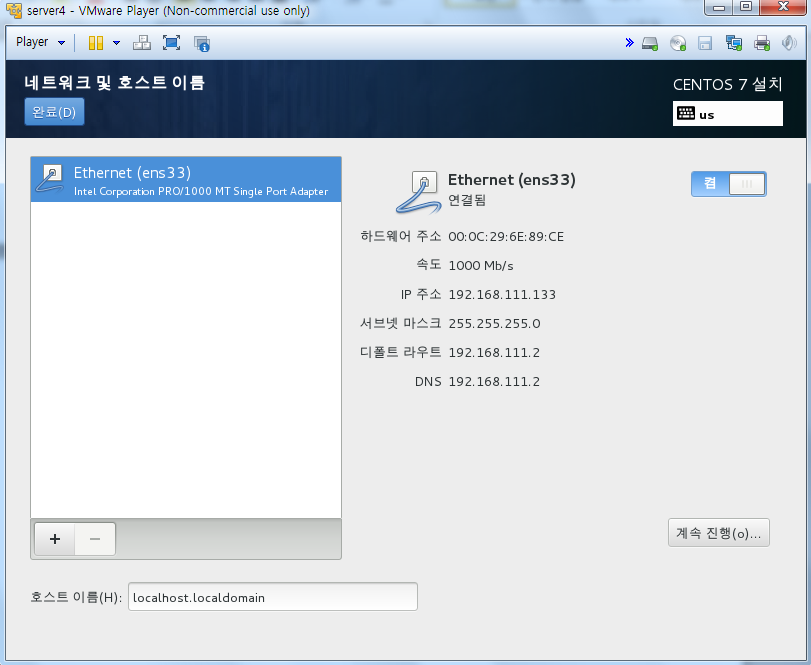 server4 - VMware Player (Non-commercial use only)
Player
네트워크 및 호스트 이름
CENTOS 7 설치
완료(D)
us
Ethernet (ens33)
Intel Corporation PRO/1000 MT Single Port Adapter
Ethernet (ens33)
연결됨
켬
하드웨어 주소 00:0C:29:6E:89:CE
속도 1000 Mb/s
IP 주소 192.168.111.133
서브넷 마스크 255.255.255.0
디폴트 라우트 192.168.111.2
DNS 192.168.111.2
계속 진행(o)...
호스트 이름(H): localhost.localdomain